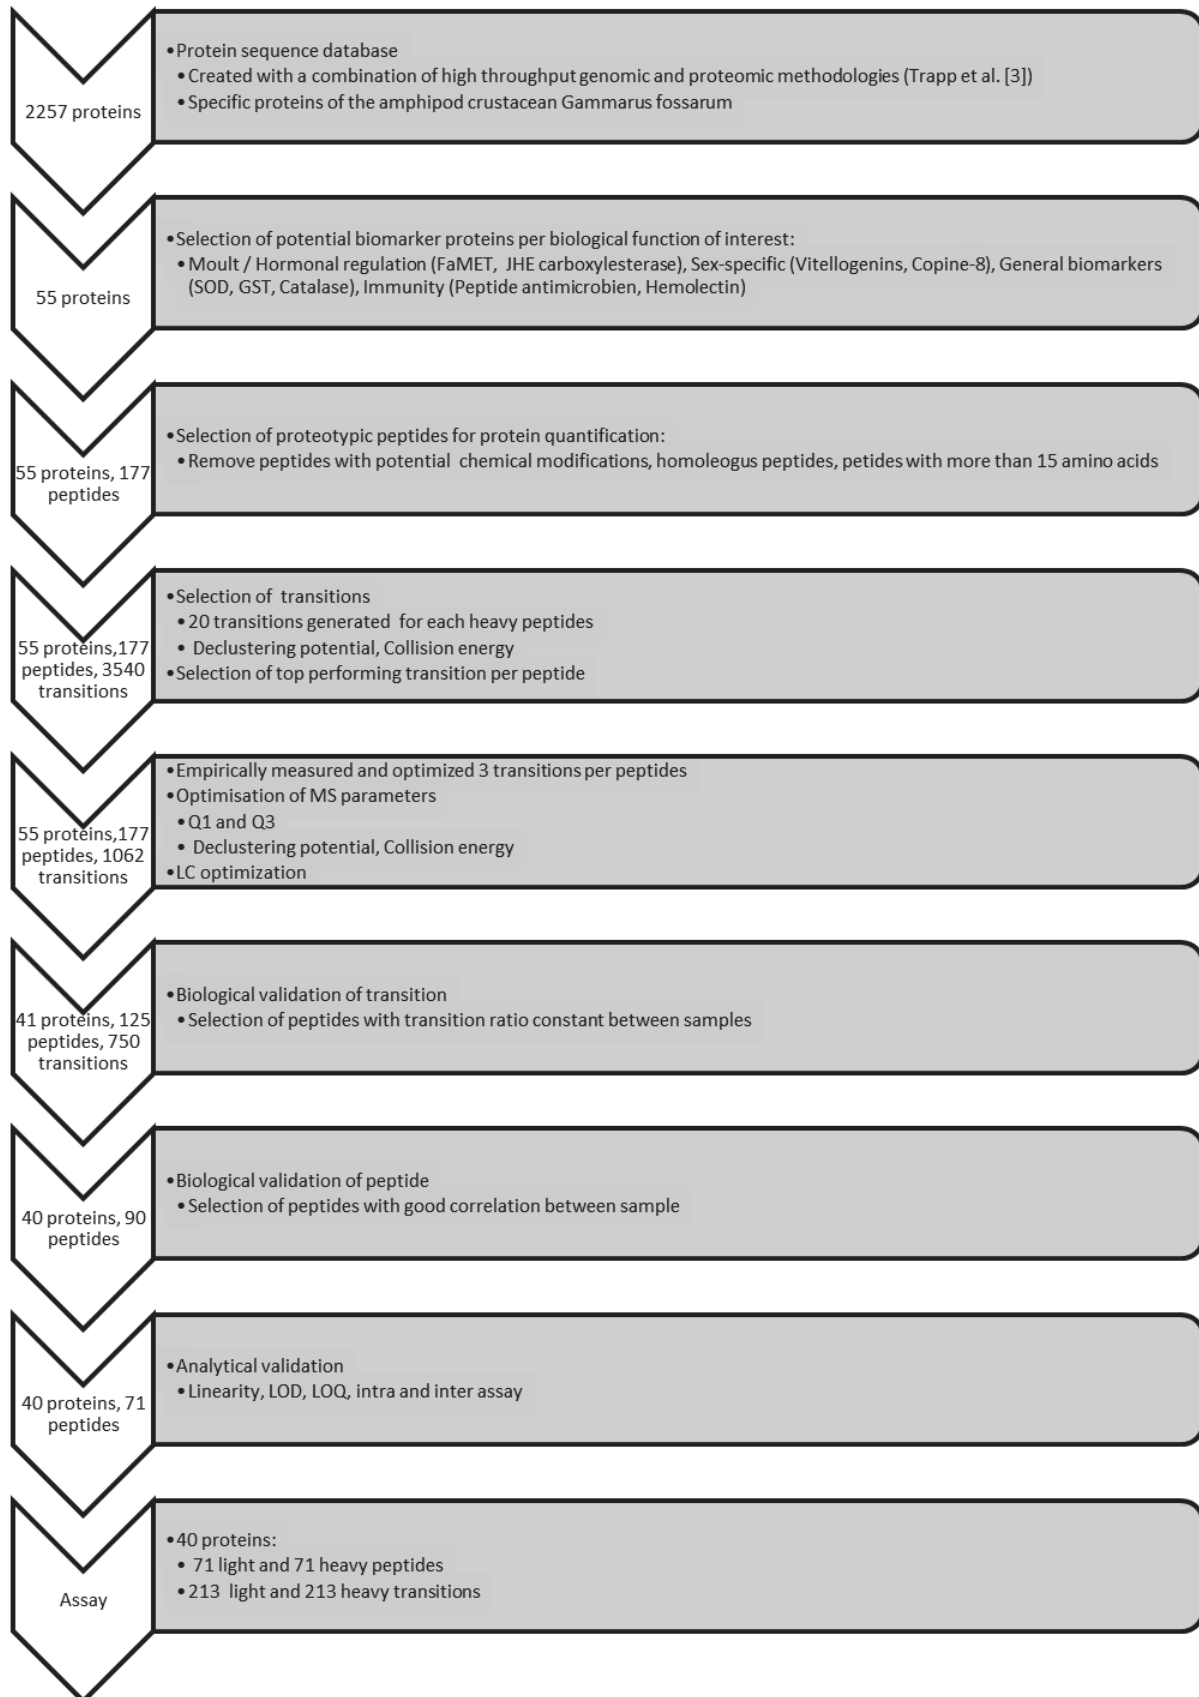 2257 proteins
•Protein sequence database
•Created with a combination of high throughput genomic and proteomic methodologies (Trapp et al. [3])
•Specific proteins of the amphipod crustacean Gammarus fossarum
55 proteins
•Selection of potential biomarker proteins per biological function of interest:
•Moult / Hormonal regulation (FaMET, JHE carboxylesterase), Sex-specific (Vitellogenins, Copine-8), General biomarkers
(SOD, GST, Catalase), Immunity (Peptide antimicrobien, Hemolectin)
55 proteins, 177
peptides
•Selection of proteotypic peptides for protein quantification:
•Remove peptides with potential chemical modifications, homoleogus peptides, petides with more than 15 amino acids
55 proteins,177
peptides, 3540
transitions
•Selection of transitions
•20 transitions generated for each heavy peptides
• Declustering potential, Collision energy
•Selection of top performing transition per peptide
55 proteins,177
peptides, 1062
transitions
•Empirically measured and optimized 3 transitions per peptides
•Optimisation of MS parameters
•Q1 and Q3
• Declustering potential, Collision energy
•LC optimization
41 proteins, 125
peptides, 750
transitions
•Biological validation of transition
•Selection of peptides with transition ratio constant between samples
40 proteins, 90
peptides
•Biological validation of peptide
•Selection of peptides with good correlation between sample
40 proteins, 71
peptides
•Analytical validation
•Linearity, LOD, LOQ, intra and inter assay
Assay
•40 proteins:
• 71 light and 71 heavy peptides
•213 light and 213 heavy transitions